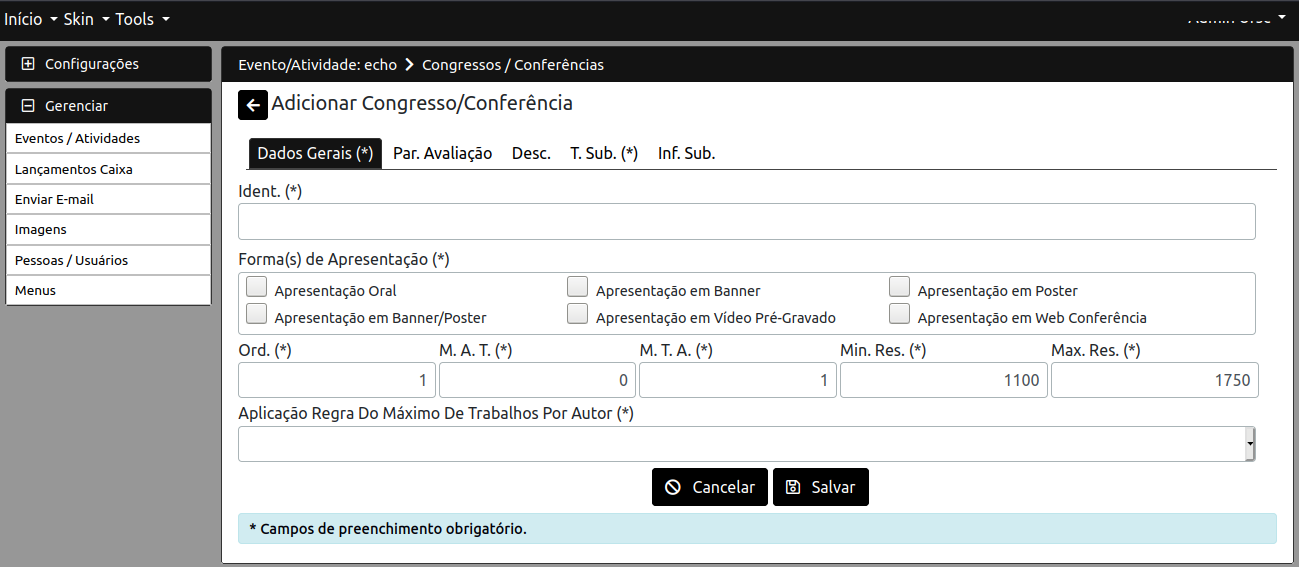 Início Skin Tools
Configurações
Gerenciar
Eventos / Atividades
Lançamentos Caixa
Enviar E-mail
Imagens
Pessoas / Usuários
Menus
Evento/Atividade: echo > Congressos / Conferências
Adicionar Congresso/Conferência
Dados Gerais (*) Par. Avaliação Desc. T. Sub. (*) Inf. Sub.
Ident. (*)
Forma(s) de Apresentação (*)
Apresentação Oral Apresentação em Banner Apresentação em Poster
Apresentação em Banner/Poster Apresentação em Vídeo Pré-Gravado Apresentação em Web Conferência
Ord. (*) M. A. T. (*) M. T. A. (*) Min. Res. (*) Max. Res. (*)
1 0 1 1100 1750
Aplicação Regra Do Máximo De Trabalhos Por Autor (*)
Cancelar Salvar
* Campos de preenchimento obrigatório.